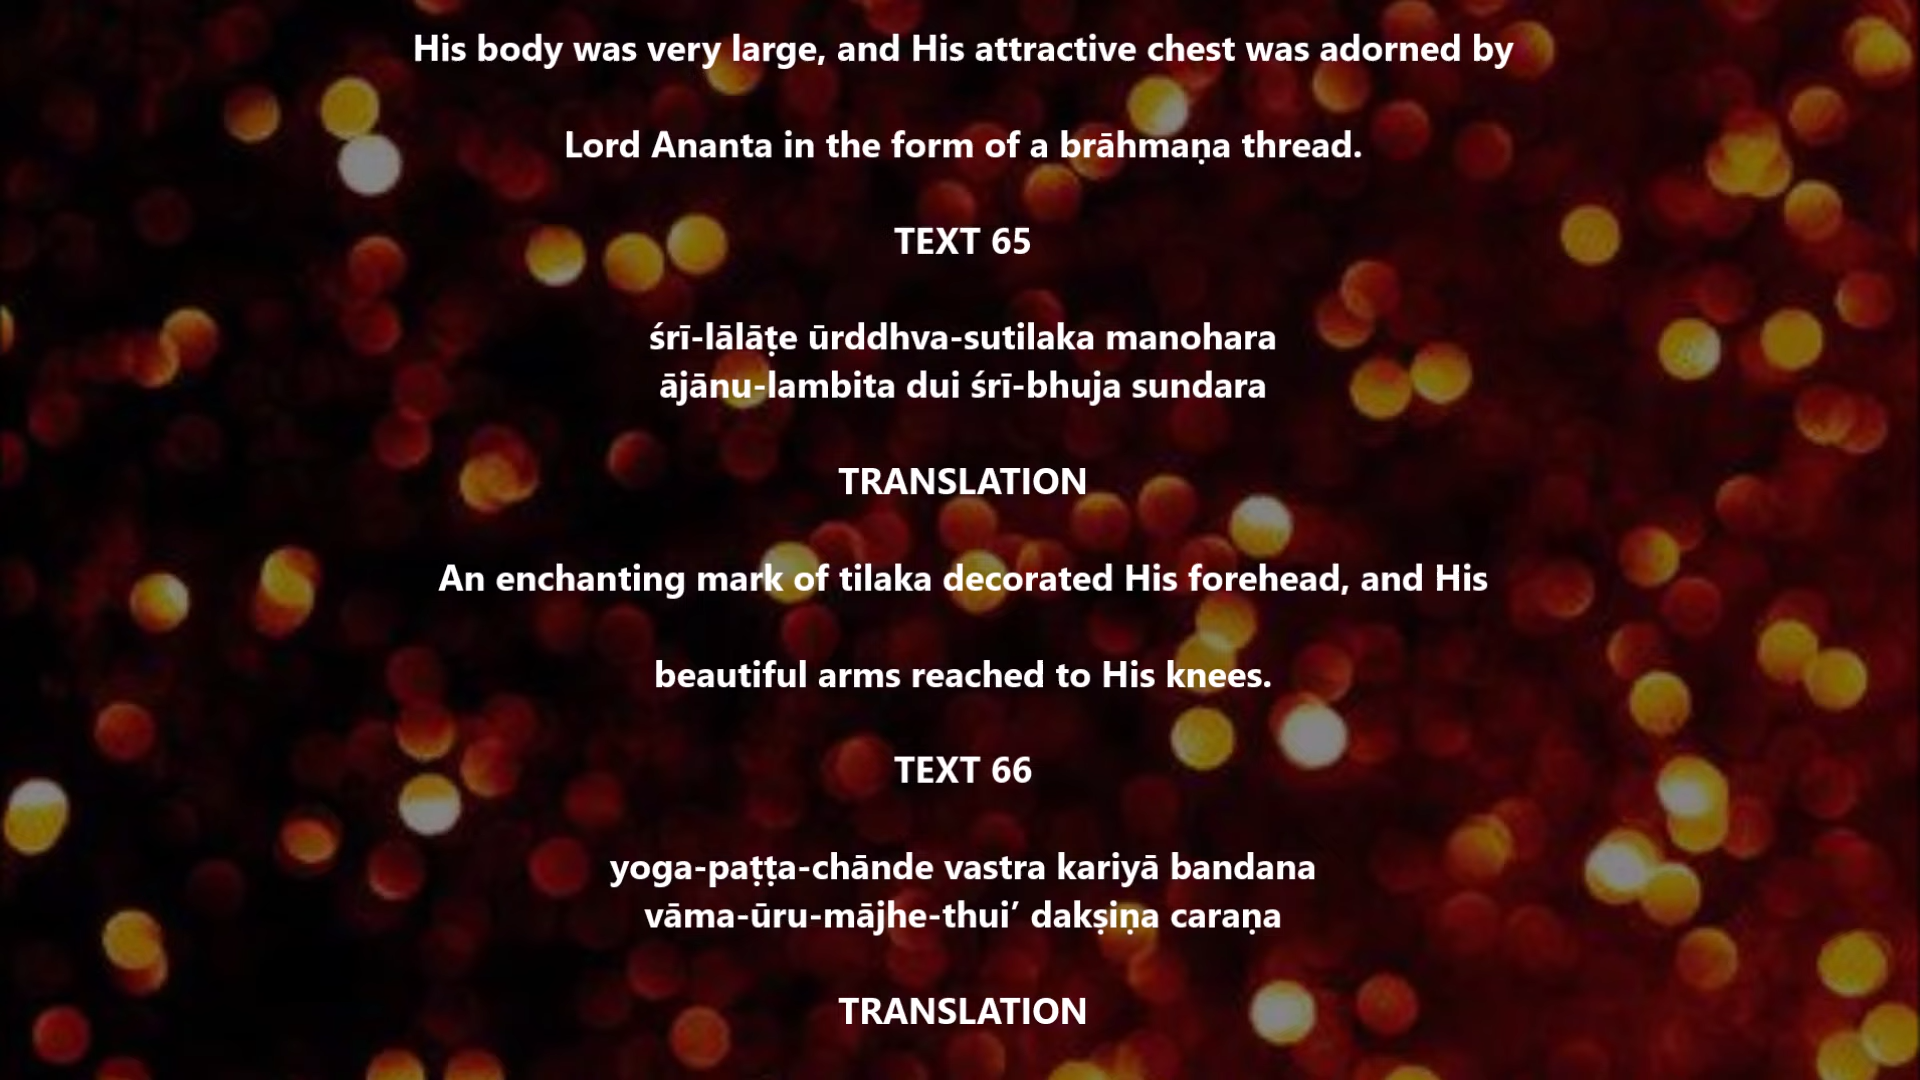 His body was very large, and His attractive chest was adorned by
Lord Ananta in the form of a brāhmaṇa thread.
TEXT 65
śrī-lālāṭe ūrddhva-sutilaka manohara
ājānu-lambita dui śrī-bhuja sundara
TRANSLATION
An enchanting mark of tilaka decorated His forehead, and His
beautiful arms reached to His knees.
TEXT 66
yoga-paṭṭa-chānde vastra kariyā bandana
vāma-ūru-mājhe-thui’ dakṣiṇa caraṇa
TRANSLATION